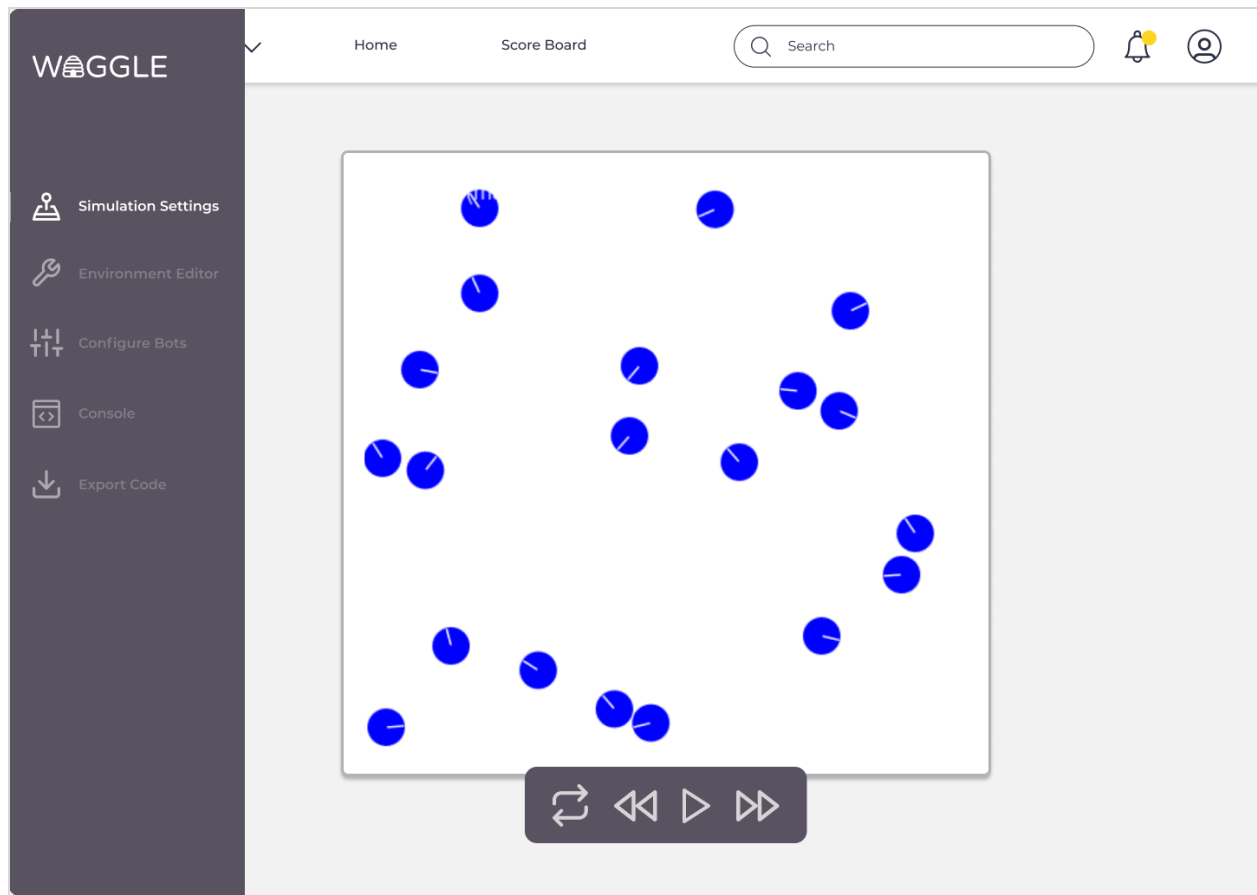 WAGGLE
Home
Score Board
Search
Simulation Settings
Environment Editor
Configure Bots
Console
Export Code